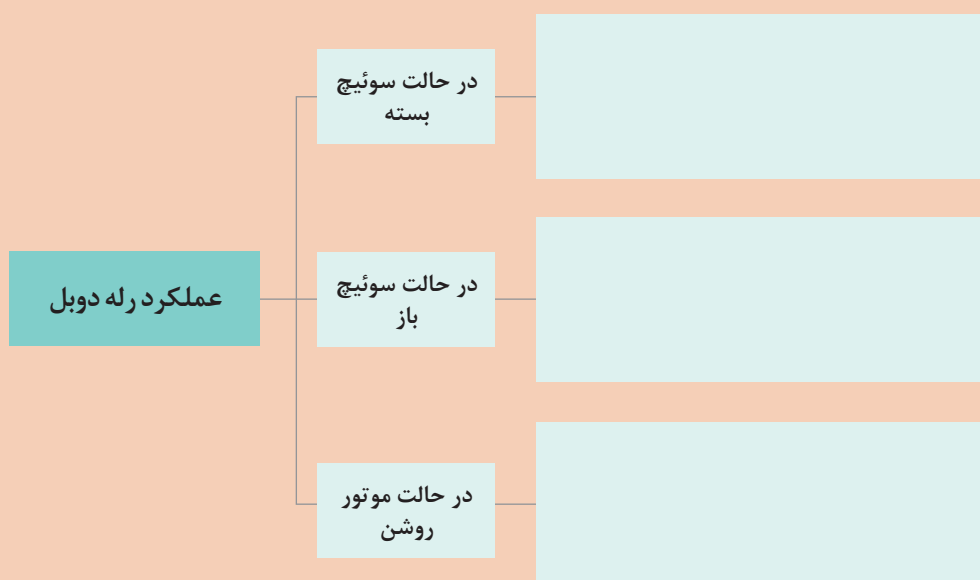 در حالت سوئیچ
بسته
عملکرد رله دوبل
در حالت سوئیچ
باز
در حالت موتور
روشن